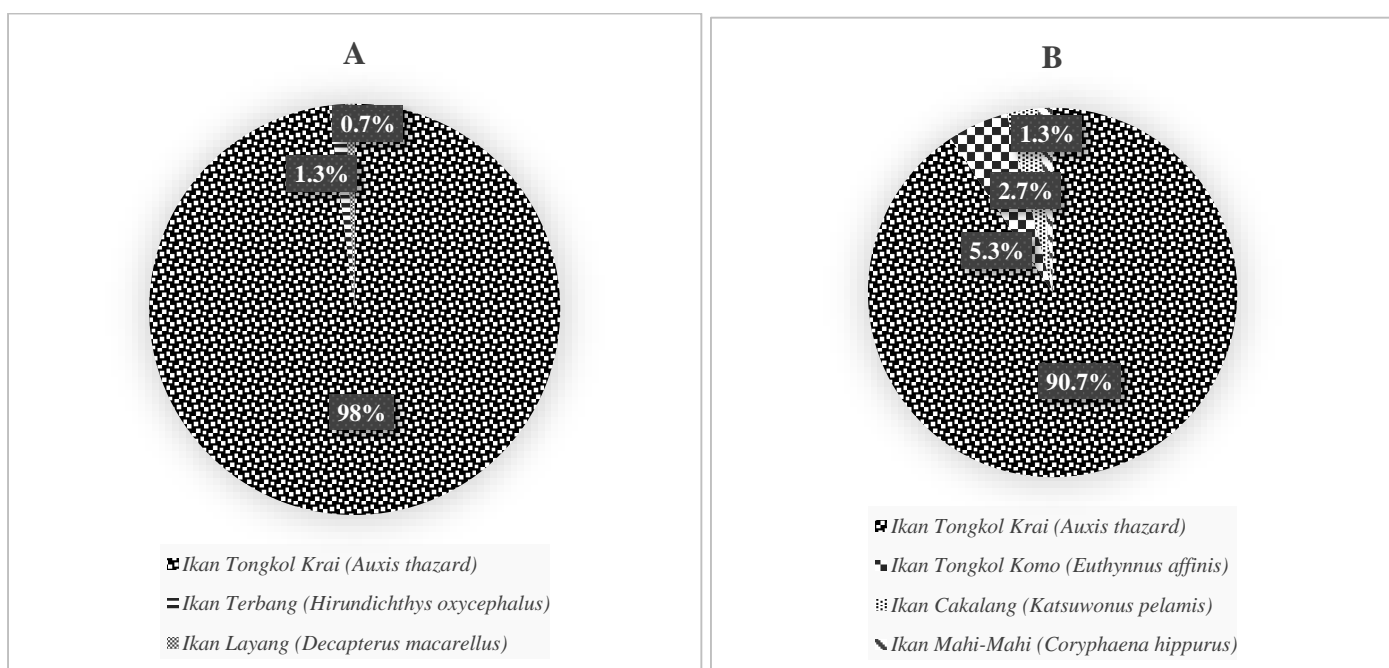 A
0.7%
1.3%
98%
Ikan Tongkol Krai (Auxis thazard)
Ikan Terbang (Hirundichthys oxycephalus)
Ikan Layang (Decapterus macarellus)
B
1.3%
2.7%
5.3%
90.7%
Ikan Tongkol Krai (Auxis thazard)
Ikan Tongkol Komo (Euthynnus affinis)
Ikan Cakalang (Katsuwonus pelamis)
Ikan Mahi-Mahi (Coryphaena hippurus)